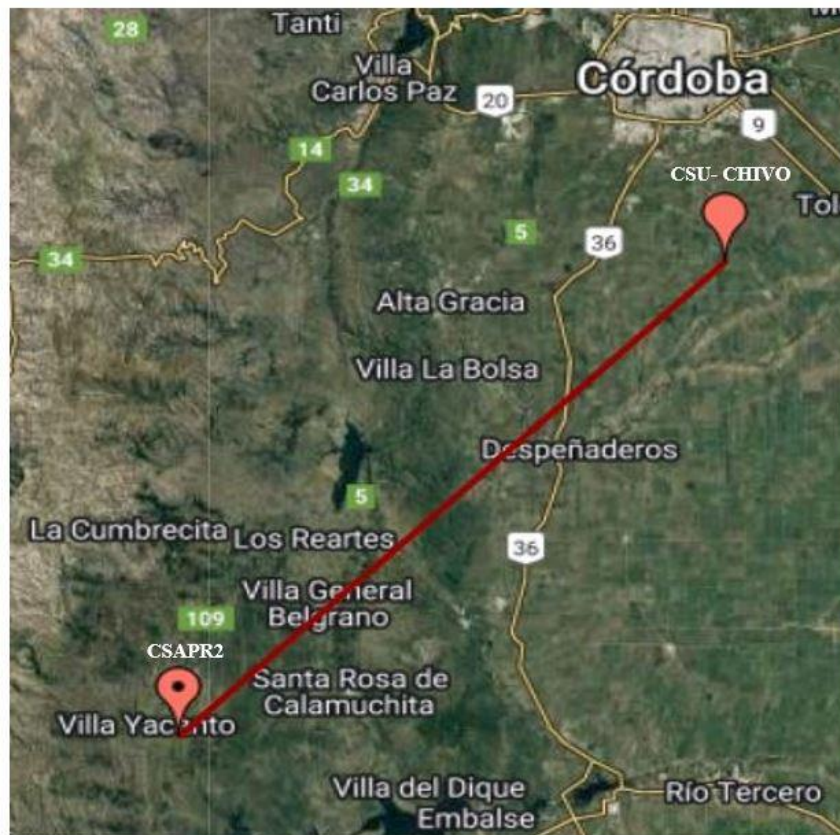 28
Tanti
Villa
Carlos Paz
20
Córdoba
9
14
34
CSU- CHIVO
Tol
5
36
34
Alta Gracia
Villa La Bolsa
Despeñaderos
5
La Cumbrecita
Los Reartes
36
Villa General
Belgrano
109
CSAPR2
Santa Rosa de
Calamuchita
Villa Yacanto
Villa del Dique
Embalse
Río Tercero